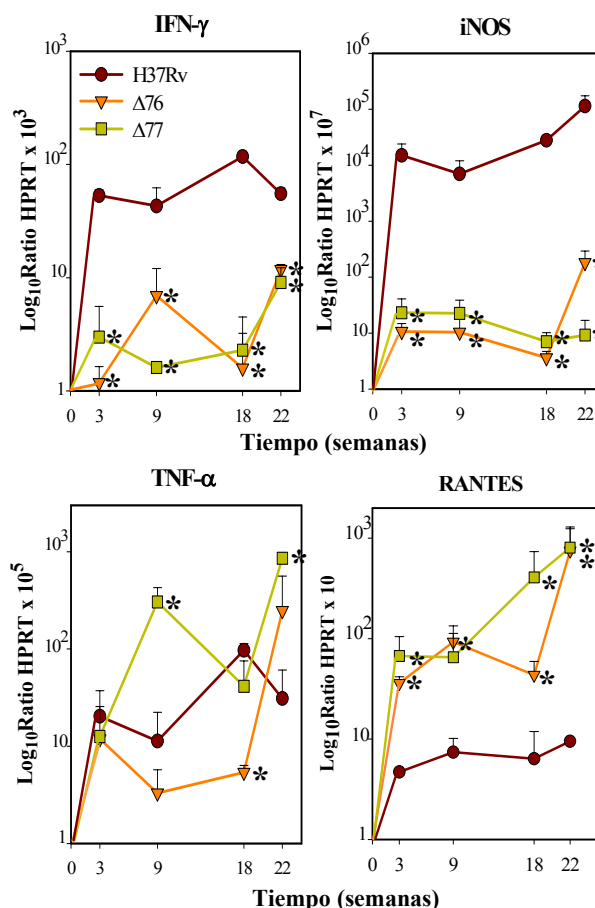 IFN-γ
Log₁₀Ratio HPRT x 10³
10³
10²
10
1
H37Rv
Δ76
Δ77
*
*
*
*
*
*
*
*
0 3 9 18 22
iNOS
Log₁₀Ratio HPRT x 10⁷
10⁶
10⁵
10⁴
10³
10²
10
1
*
*
*
*
*
*
*
*
0 3 9 18 22
Tiempo (semanas)
TNF-α
Log₁₀Ratio HPRT x 10⁵
10³
10²
10
1
*
*
*
0 3 9 18 22
RANTES
Log₁₀Ratio HPRT x 10
10³
10²
10
1
*
*
*
*
*
*
*
0 3 9 18 22
Tiempo (semanas)